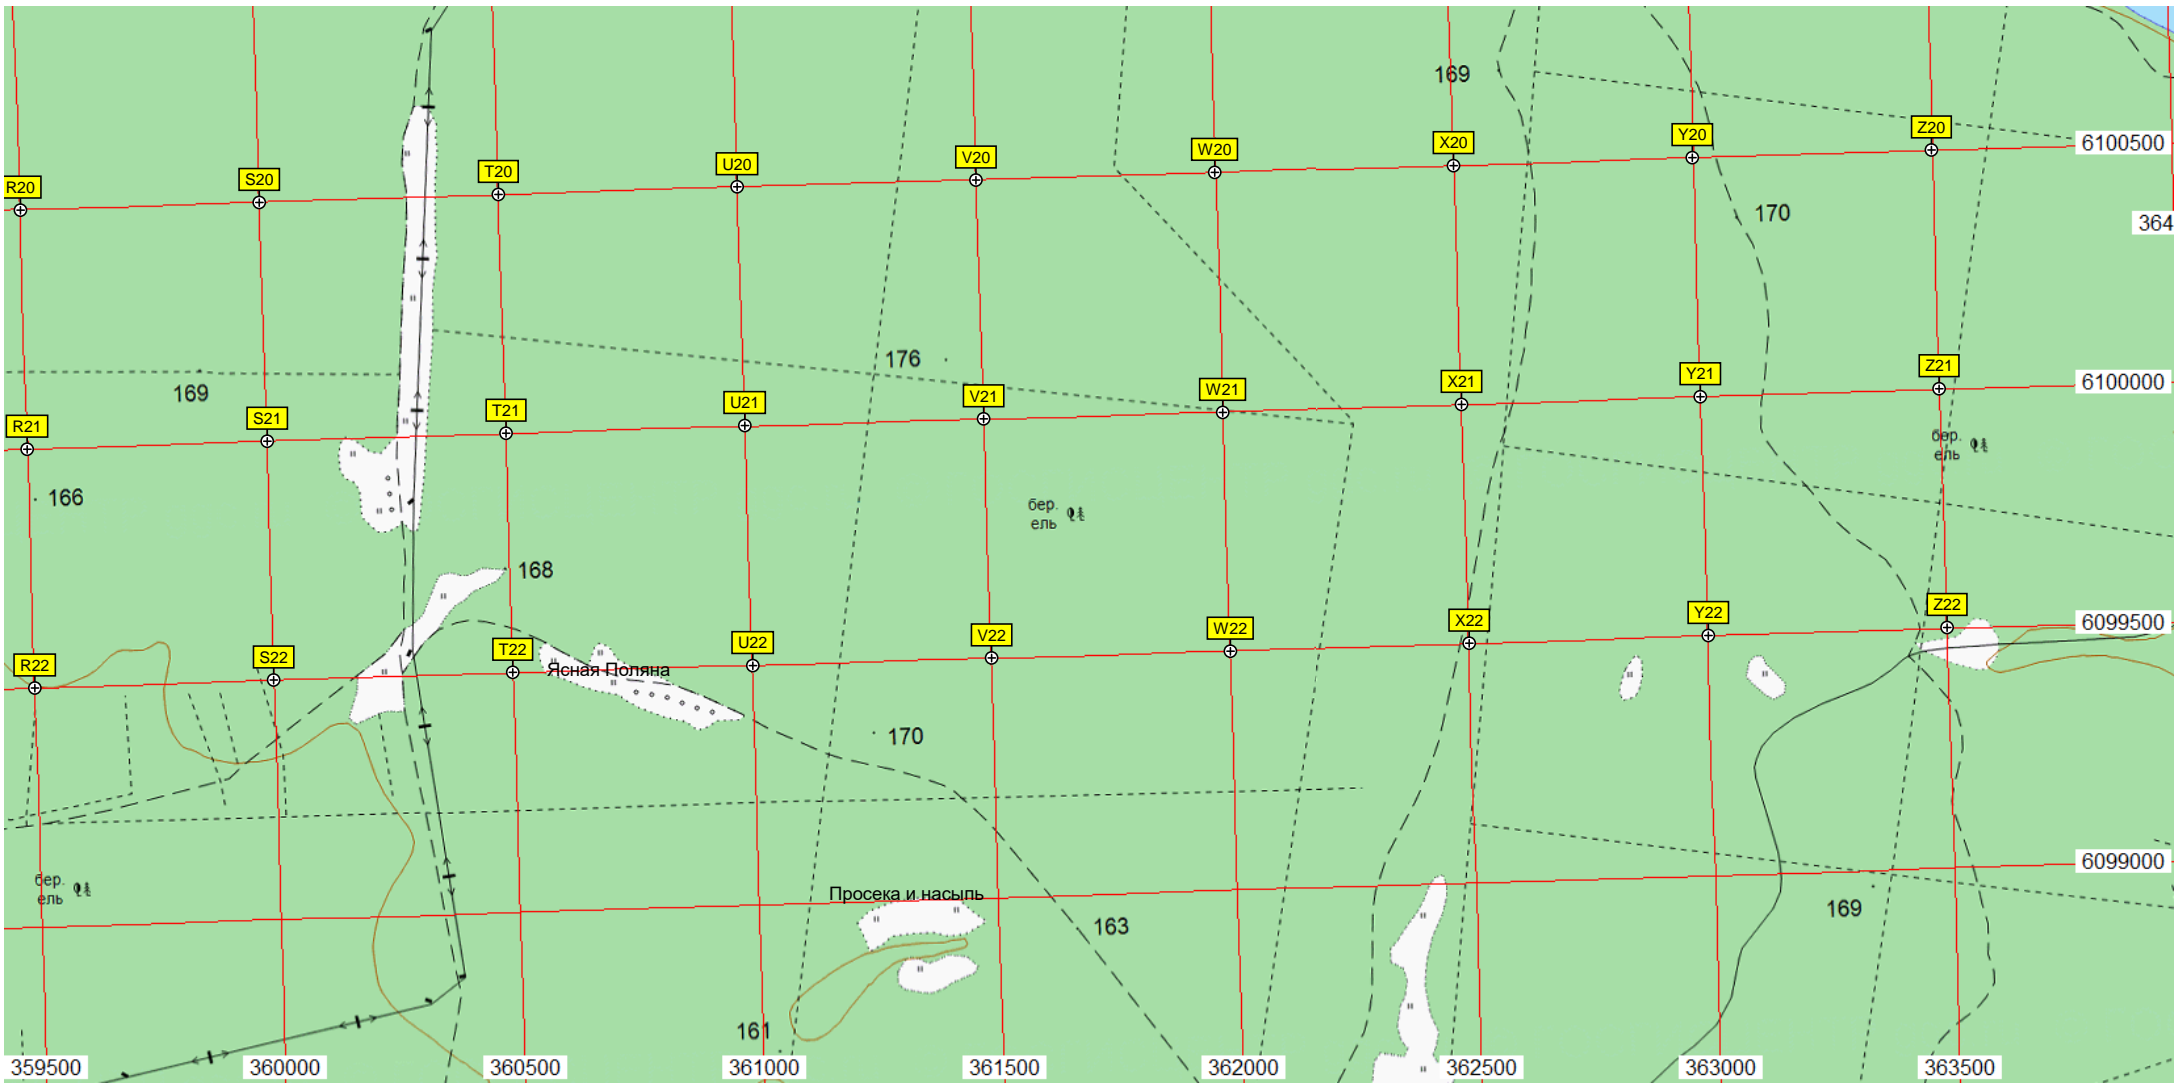 169
Z20
Y20
6100500
X20
W20
V20
U20
T20
S20
R20
170
364
176
Z21
Y21
6100000
X21
169
W21
V21
U21
T21
S21
R21
бер.
ель
166
бер.
ель
168
Z22
Y22
6099500
X22
W22
V22
U22
T22
S22
R22
Ясная Поляна
170
6099000
бер.
ель
Просека и насыпь
169
163
161
359500
360000
360500
361000
361500
362000
362500
363000
363500